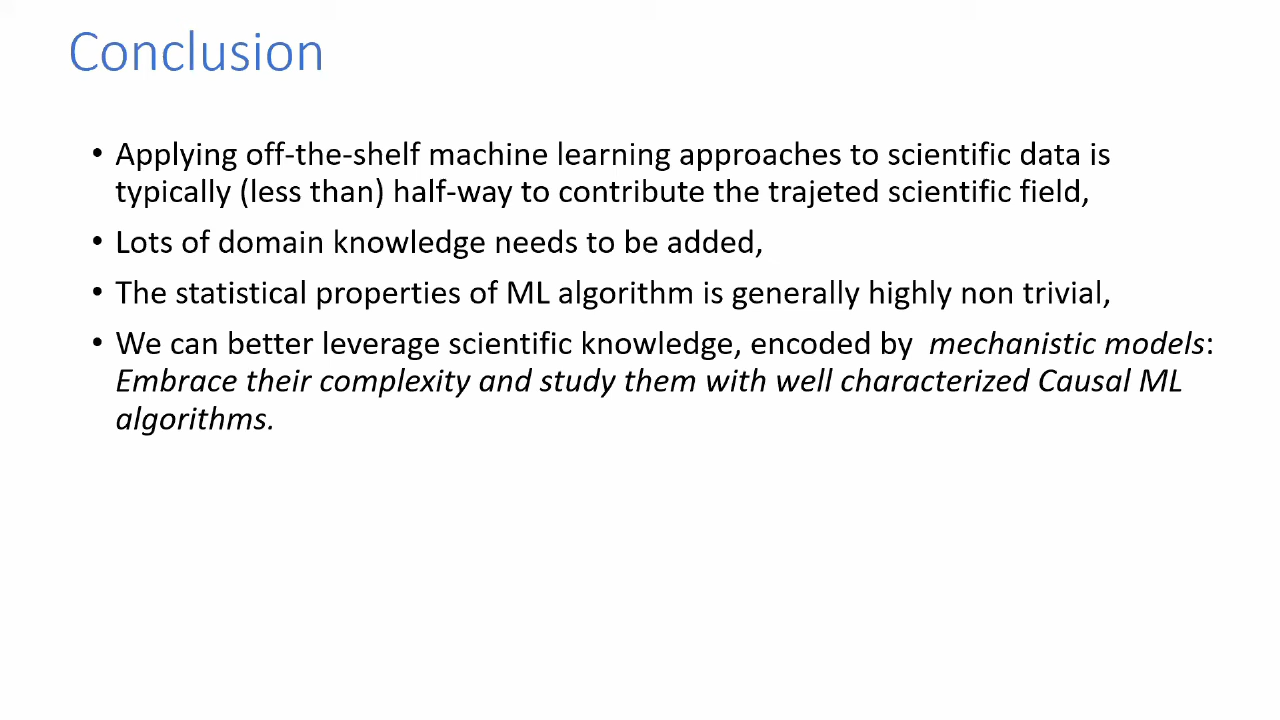 Conclusion
• Applying off-the-shelf machine learning approaches to scientific data is
typically (less than) half-way to contribute the trajeted scientific field,
• Lots of domain knowledge needs to be added,
• The statistical properties of ML algorithm is generally highly non trivial,
• We can better leverage scientific knowledge, encoded by mechanistic models:
Embrace their complexity and study them with well characterized Causal ML
algorithms.